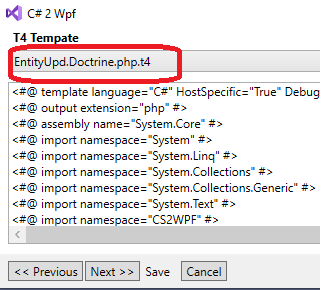 C# 2 Wpf
T4 Tempate
EntityUpd.Doctrine.php.t4
<#@ template language="C#" HostSpecific="True" Debug
<#@ output extension="php" #>
<#@ assembly name="System.Core" #>
<#@ import namespace="System" #>
<#@ import namespace="System.Linq" #>
<#@ import namespace="System.Collections" #>
<#@ import namespace="System.Collections.Generic" #>
<#@ import namespace="System.Text" #>
<#@ import namespace="CS2WPF" #>
<< Previous Next >> Save Cancel